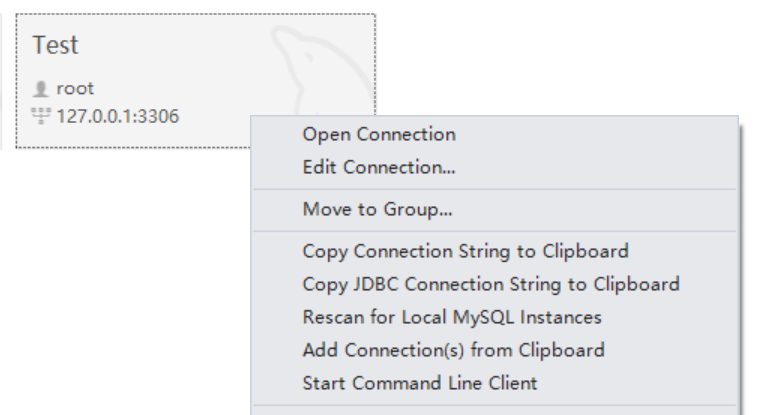 Test
root
127.0.0.1:3306
Open Connection
Edit Connection...
Move to Group...
Copy Connection String to Clipboard
Copy JDBC Connection String to Clipboard
Rescan for Local MySQL Instances
Add Connection(s) from Clipboard
Start Command Line Client